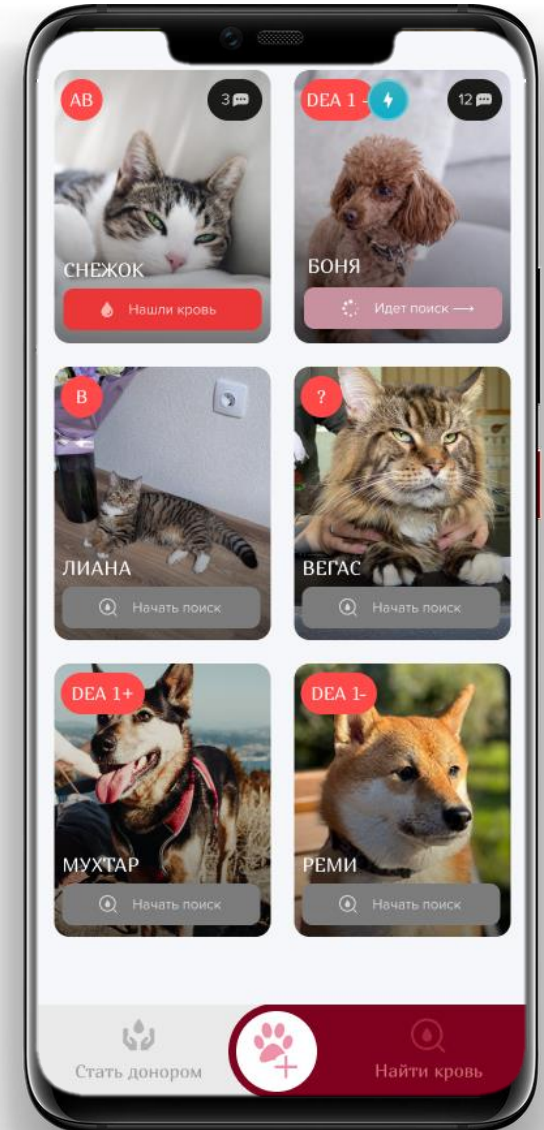 AB
3
DEA 1 -
12
СНЕЖОК
БОНЯ
Нашли кровь
Идет поиск
B
?
ЛИАНА
ВЕГАС
Начать поиск
Начать поиск
DEA 1+
DEA 1-
МУХТАР
РЕМИ
Начать поиск
Начать поиск
Стать донором
Найти кровь